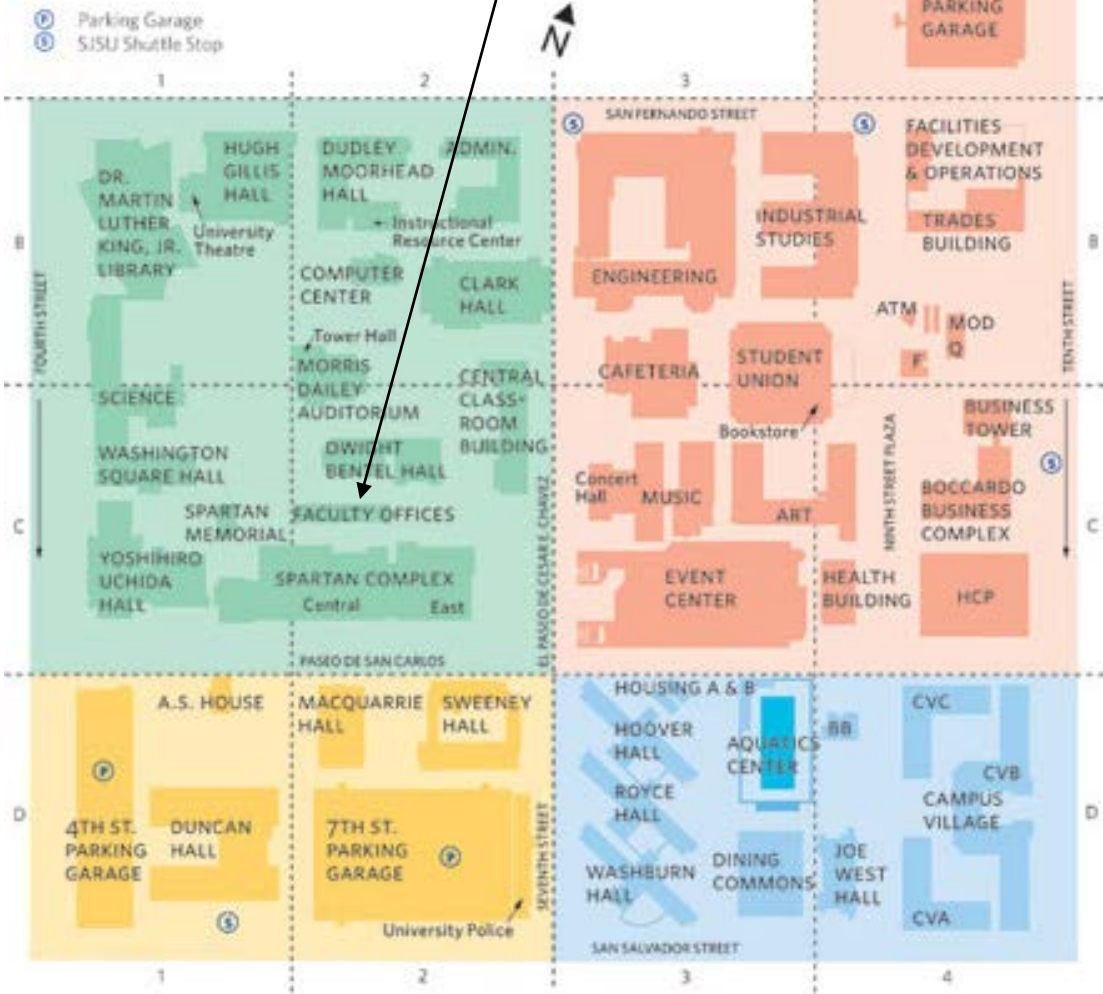 Parking Garage
SJSU Shuttle Stop
N
PARKING
GARAGE
1
2
3
SAN FERNANDO STREET
B
DR.
MARTIN
LUTHER
KING, JR.
LIBRARY
HUGH
GILLIS
HALL
University
Theatre
DUDLEY
MOORHEAD
HALL
ADMIN.
Instructional
Resource Center
COMPUTER
CENTER
CLARK
HALL
Tower Hall
MORRIS
DAILEY
AUDITORIUM
CENTRAL
CLASS-
ROOM
BUILDING
ENGINEERING
INDUSTRIAL
STUDIES
FACILITIES
DEVELOPMENT
& OPERATIONS
TRADES
BUILDING
B
FOURTH STREET
ATM
MOD
Q
F
TENTH STREET
CAFETERIA
STUDENT
UNION
Bookstore
SCIENCE
WASHINGTON
SQUARE HALL
DWIGHT
BENTEL HALL
C
SPARTAN
MEMORIAL
FACULTY OFFICES
YOSHIHIRO
UCHIDA
HALL
SPARTAN COMPLEX
Central
East
EL PASEO DE CESAR E. CHAVEZ
PASEO DE SAN CARLOS
Concert
Hall
MUSIC
ART
EVENT
CENTER
NINTH STREET PLAZA
BUSINESS
TOWER
BOCCARDO
BUSINESS
COMPLEX
HEALTH
BUILDING
HCP
C
A.S. HOUSE
MACQUARRIE
HALL
SWEENEY
HALL
P
D
4TH ST.
PARKING
GARAGE
DUNCAN
HALL
S
7TH ST.
PARKING
GARAGE
P
University Police
SEVENTH STREET
HOUSING A & B
HOOVER
HALL
ROYCE
HALL
WASHBURN
HALL
AQUATICS
CENTER
DINING
COMMONS
BB
JOE
WEST
HALL
CVC
CVB
CAMPUS
VILLAGE
CVA
D
SAN SALVADOR STREET
1
2
3
4